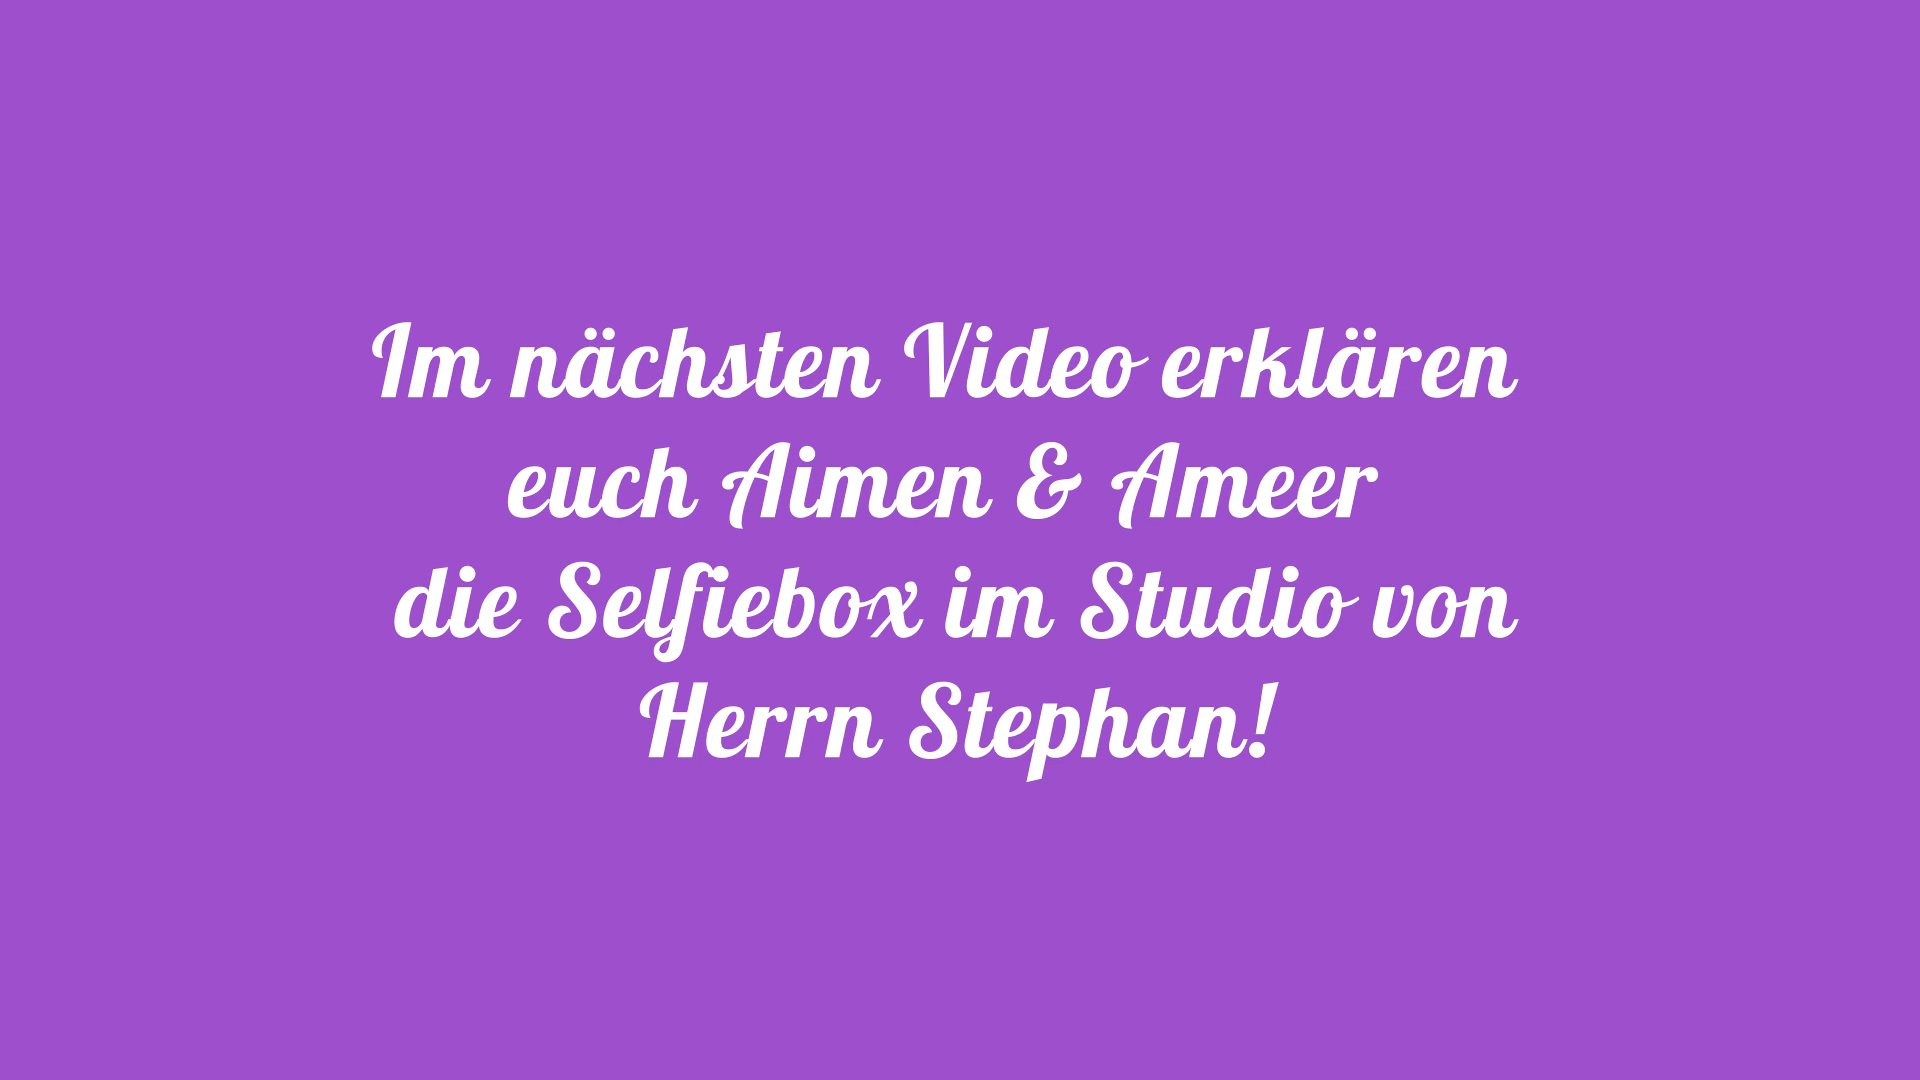 Im nächsten Video erklären
euch Aimen & Ameer
die Selfiebox im Studio von
Herrn Stephan!